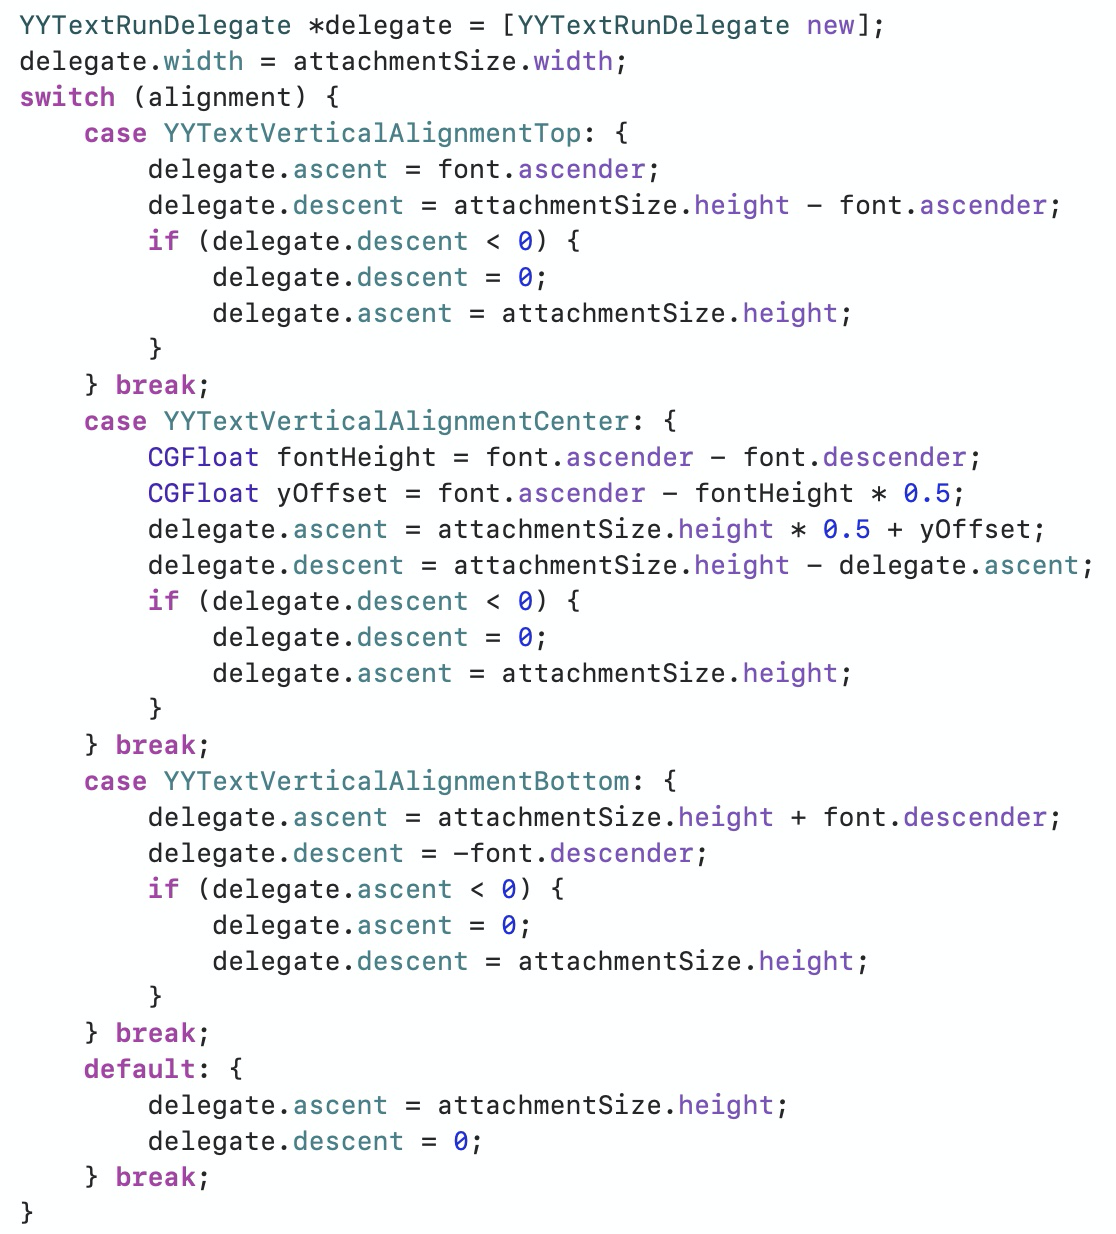 YYTextRunDelegate *delegate = [YYTextRunDelegate new];
delegate.width = attachmentSize.width;
switch (alignment) {
    case YYTextVerticalAlignmentTop: {
        delegate.ascent = font.ascender;
        delegate.descent = attachmentSize.height - font.ascender;
        if (delegate.descent < 0) {
            delegate.descent = 0;
            delegate.ascent = attachmentSize.height;
        }
    } break;
    case YYTextVerticalAlignmentCenter: {
        CGFloat fontHeight = font.ascender - font.descender;
        CGFloat yOffset = font.ascender - fontHeight * 0.5;
        delegate.ascent = attachmentSize.height * 0.5 + yOffset;
        delegate.descent = attachmentSize.height - delegate.ascent;
        if (delegate.descent < 0) {
            delegate.descent = 0;
            delegate.ascent = attachmentSize.height;
        }
    } break;
    case YYTextVerticalAlignmentBottom: {
        delegate.ascent = attachmentSize.height + font.descender;
        delegate.descent = -font.descender;
        if (delegate.ascent < 0) {
            delegate.ascent = 0;
            delegate.descent = attachmentSize.height;
        }
    } break;
    default: {
        delegate.ascent = attachmentSize.height;
        delegate.descent = 0;
    } break;
}